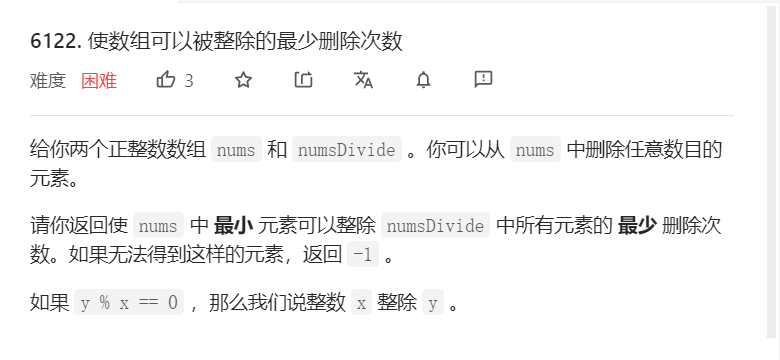 6122. 使数组可以被整除的最少删除次数
难度 困难 3
给你两个正整数数组 nums 和 numsDivide 。你可以从 nums 中删除任意数目的
元素。
请你返回使 nums 中 最小 元素可以整除 numsDivide 中所有元素的 最少 删除次
数。如果无法得到这样的元素，返回 -1 。
如果 y % x == 0 ，那么我们说整数 x 整除 y 。